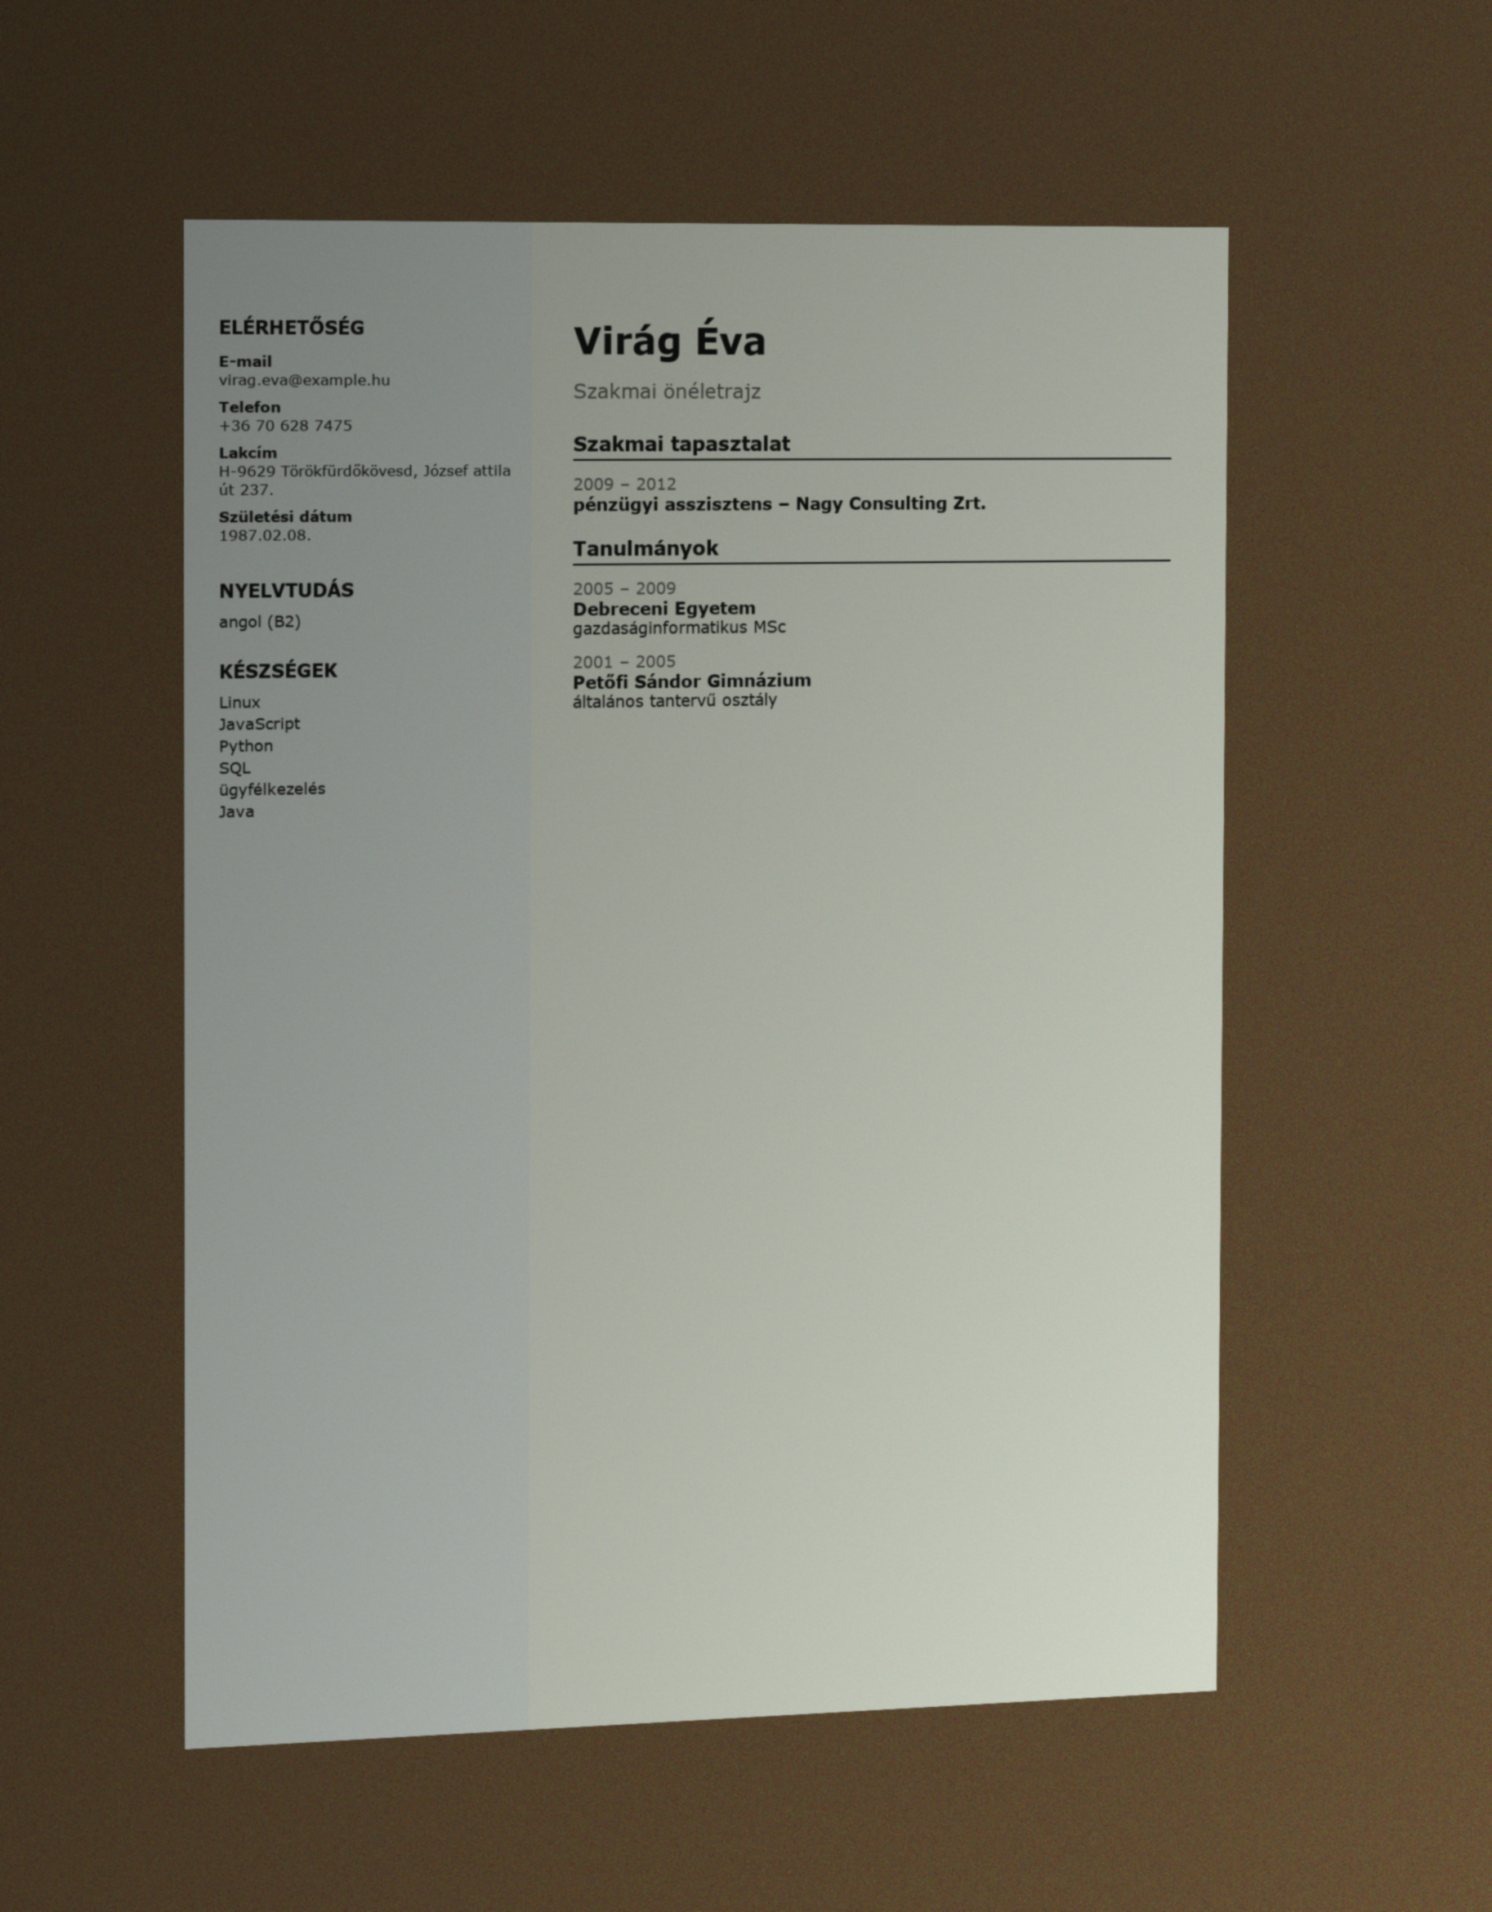 ELÉRHETŐSÉG
E-mail
virag.eva@example.hu
Telefon
+36 70 628 7475
Lakcím
H-9629 Törökfürdőkövesd, József attila
út 237.
Születési dátum
1987.02.08.
NYELVTUDÁS
angol (B2)
KÉSZSÉGEK
Linux
JavaScript
Python
SQL
ügyfélkezelés
Java
Virág Éva
Szakmai önéletrajz
Szakmai tapasztalat
2009 – 2012
pénzügyi asszisztens – Nagy Consulting Zrt.
Tanulmányok
2005 – 2009
Debreceni Egyetem
gazdaságinformatikus MSc
2001 – 2005
Petőfi Sándor Gimnázium
általános tantervű osztály